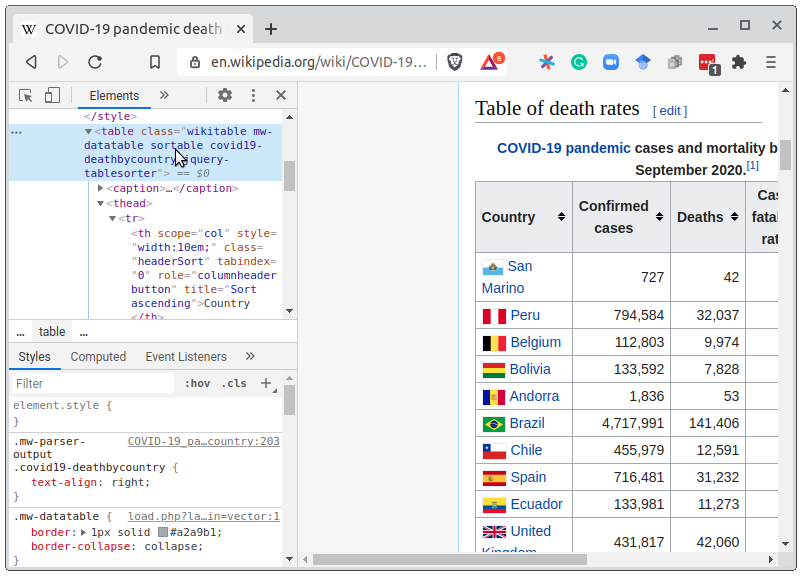 W COVID-19 pandemic death
en.wikipedia.org/wiki/COVID-19…
8
1
Elements
</style>
<table class="wikitable mw-
datatable sortable covid19-
deathbycountry jquery-
tablesorter"> == $0
<caption>…</caption>
<thead>
<tr>
<th scope="col" style=
"width:10em;" class=
"headerSort" tabindex=
"0" role="columnheader
button" title="Sort
ascending">Country
</th>
... table ...
Styles Computed Event Listeners
Filter :hov .cls +
element.style {
}
.mw-parser- COVID-19_pa…country:203
output
.covid19-deathbycountry {
text-align: right;
}
.mw-datatable { load.php?la…in=vector:1
border: 1px solid #a2a9b1;
border-collapse: collapse;
}
Table of death rates [ edit ]
COVID-19 pandemic cases and mortality b
September 2020.[1]
Country Confirmed cases Deaths Cas
fatal
rat
San Marino 727 42
Peru 794,584 32,037
Belgium 112,803 9,974
Bolivia 133,592 7,828
Andorra 1,836 53
Brazil 4,717,991 141,406
Chile 455,979 12,591
Spain 716,481 31,232
Ecuador 133,981 11,273
United Kingdom 431,817 42,060